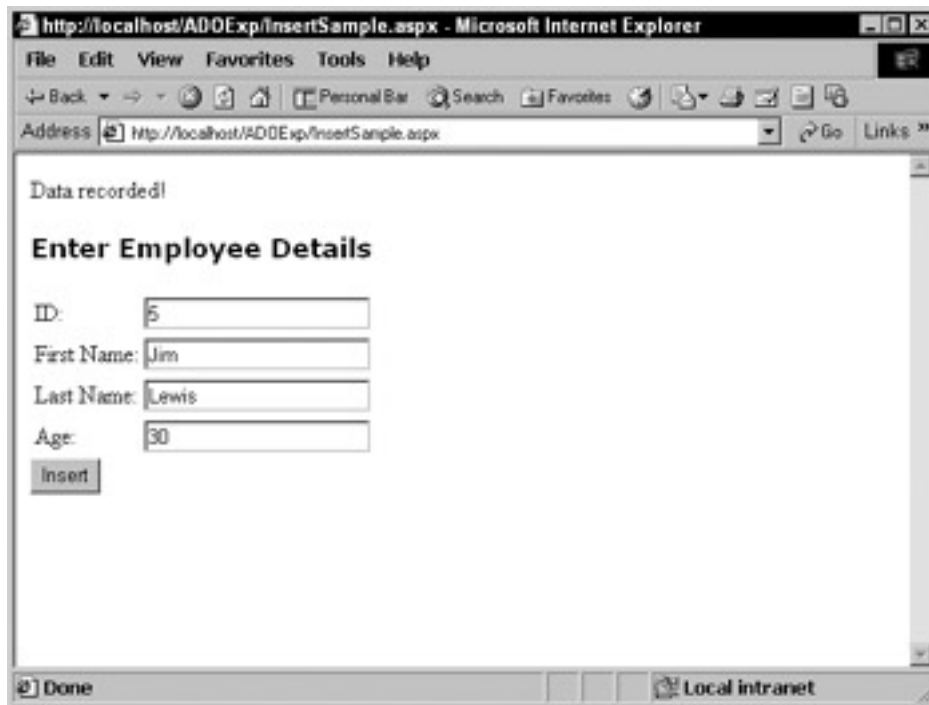 http://localhost/ADOExp/InsertSample.aspx - Microsoft Internet Explorer
File Edit View Favorites Tools Help
Back Personal Bar Search Favorites
Address http://localhost/ADOExp/InsertSample.aspx Go Links »
Data recorded!
Enter Employee Details
ID: 5
First Name: Jim
Last Name: Lewis
Age: 30
Insert
Done Local intranet